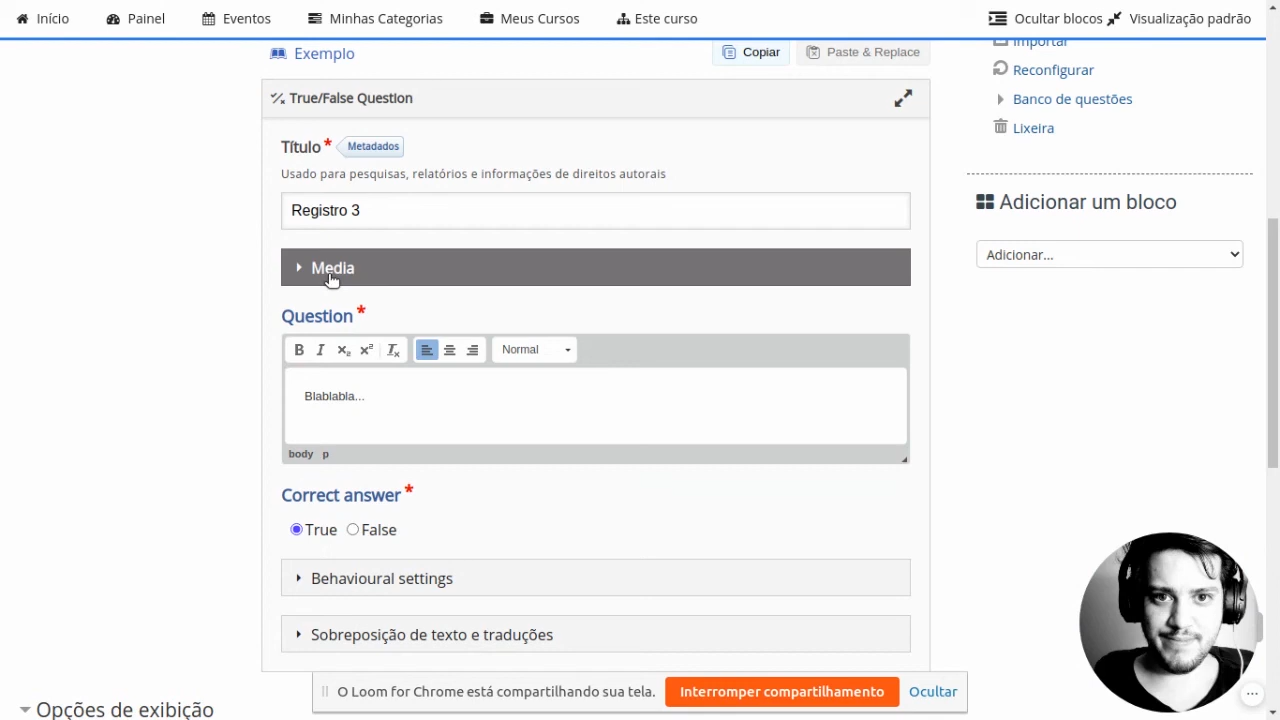 Início Painel Eventos Minhas Categorias Meus Cursos Este curso Ocultar blocos Visualização padrão
Exemplo Copiar Paste & Replace
True/False Question
Título * Metadados
Usado para pesquisas, relatórios e informações de direitos autorais
Registro 3
Media
Question *
B I x₂ x² Tx Normal
Blablabla...
body p
Correct answer *
True False
Behavioural settings
Sobreposição de texto e traduções
Importar
Reconfigurar
Banco de questões
Lixeira
Adicionar um bloco
Adicionar...
O Loom for Chrome está compartilhando sua tela. Interromper compartilhamento Ocultar
Opções de exibição